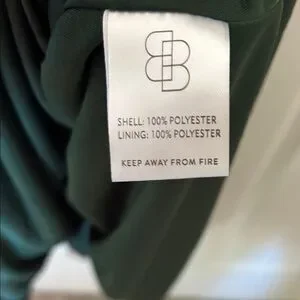 SHELL: 100% POLYESTER
LINING: 100% POLYESTER
KEEP AWAY FROM FIRE